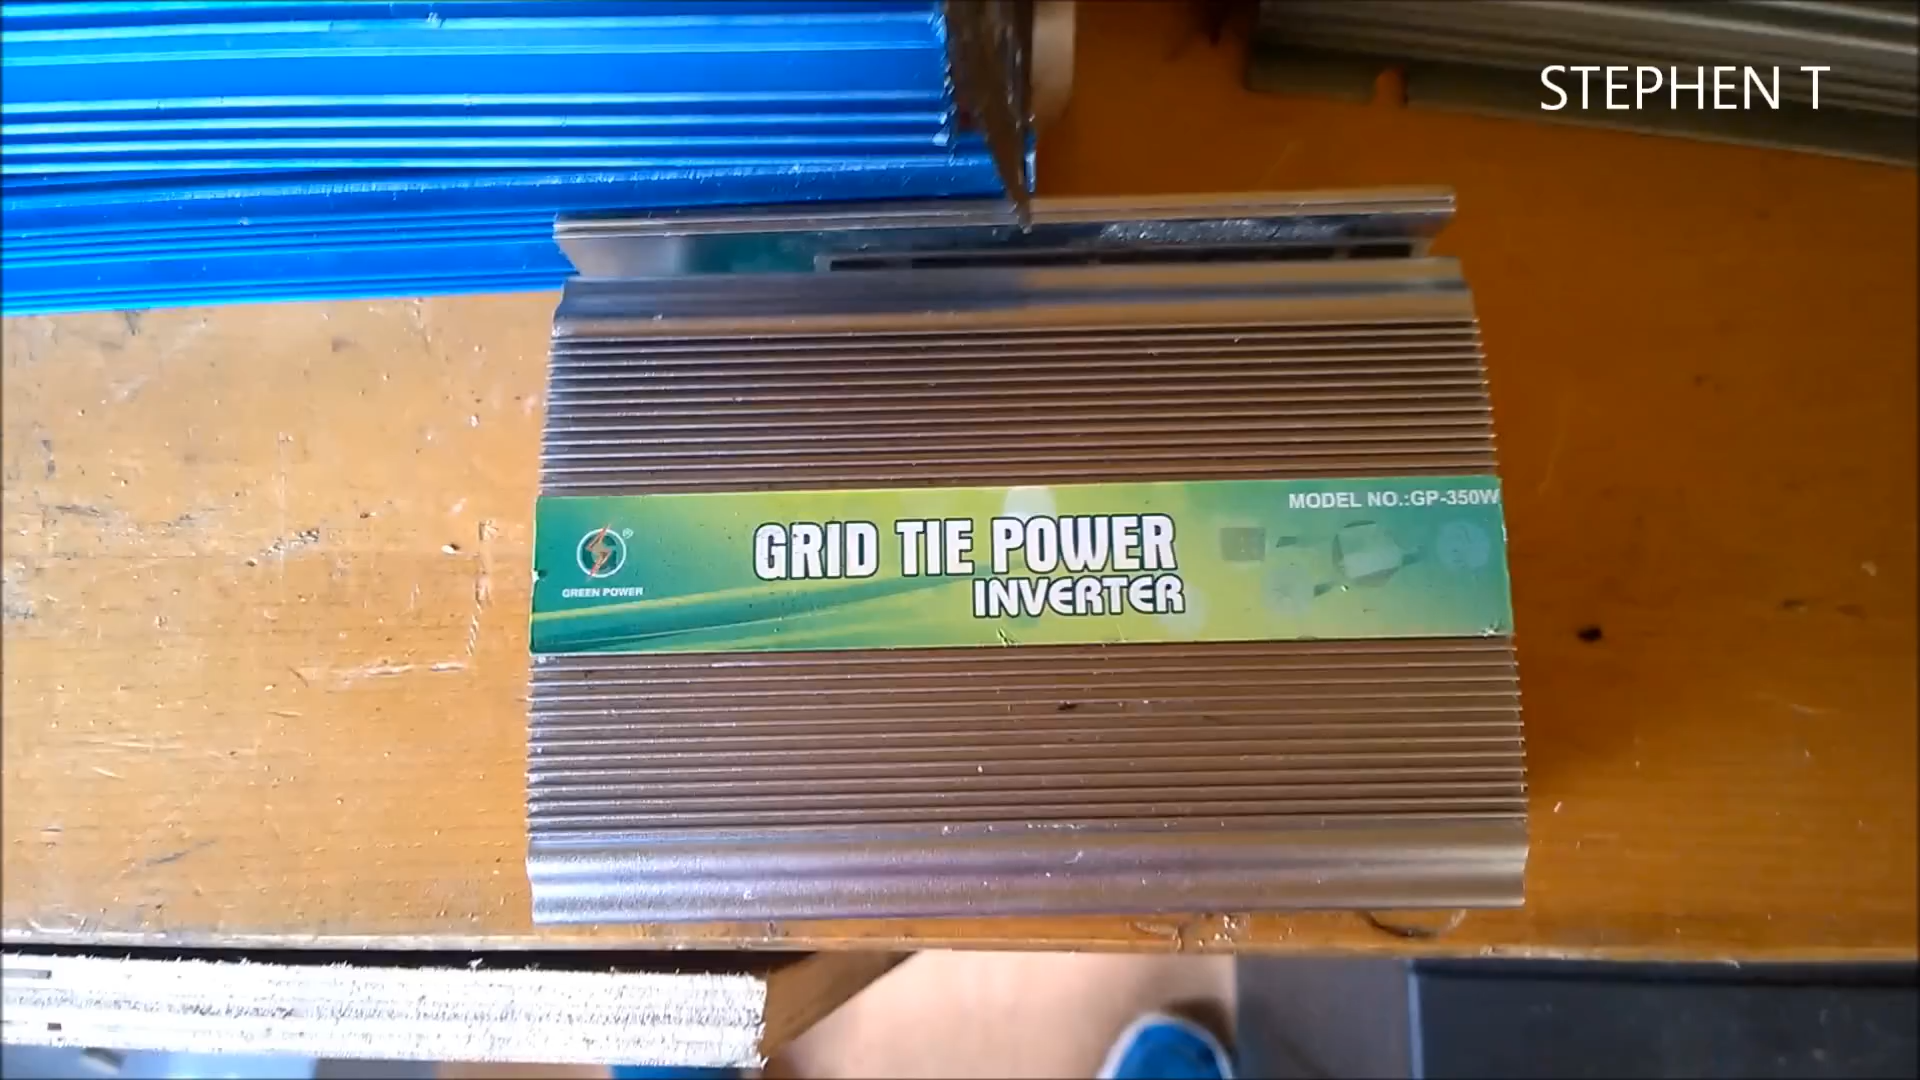 STEPHEN T
MODEL NO.:GP-350W
GRID TIE POWER
INVERTER
®
GREEN POWER